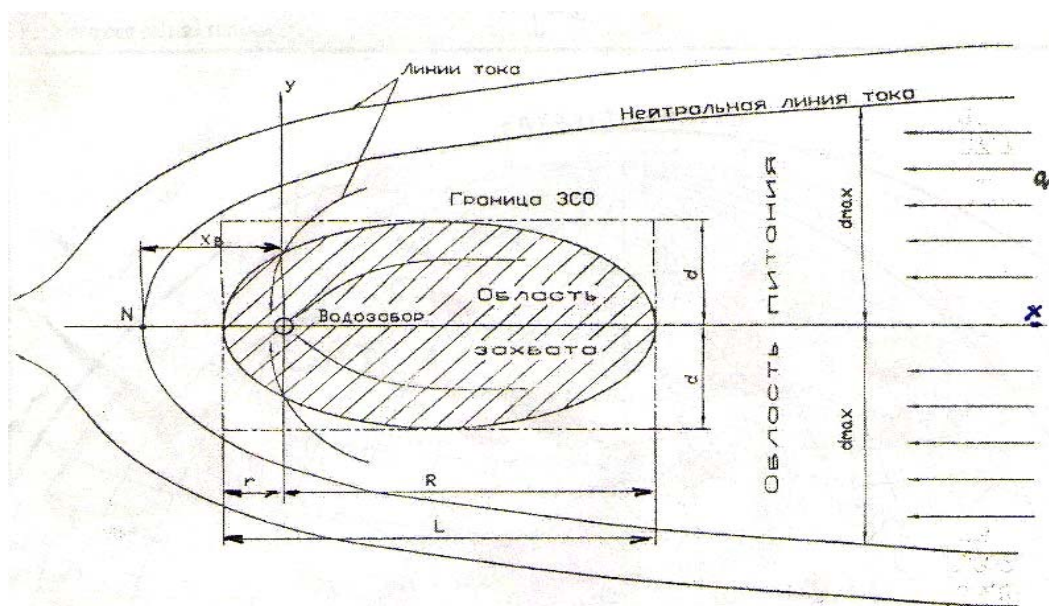 Линии тока
У
Нейтральная линия тока
q
Граница ЗСО
Xв
dmax
d
Область
ОБЛАСТЬ ПИТАНИЯ
N
Водозабор
X
захвата
d
dmax
r
R
L